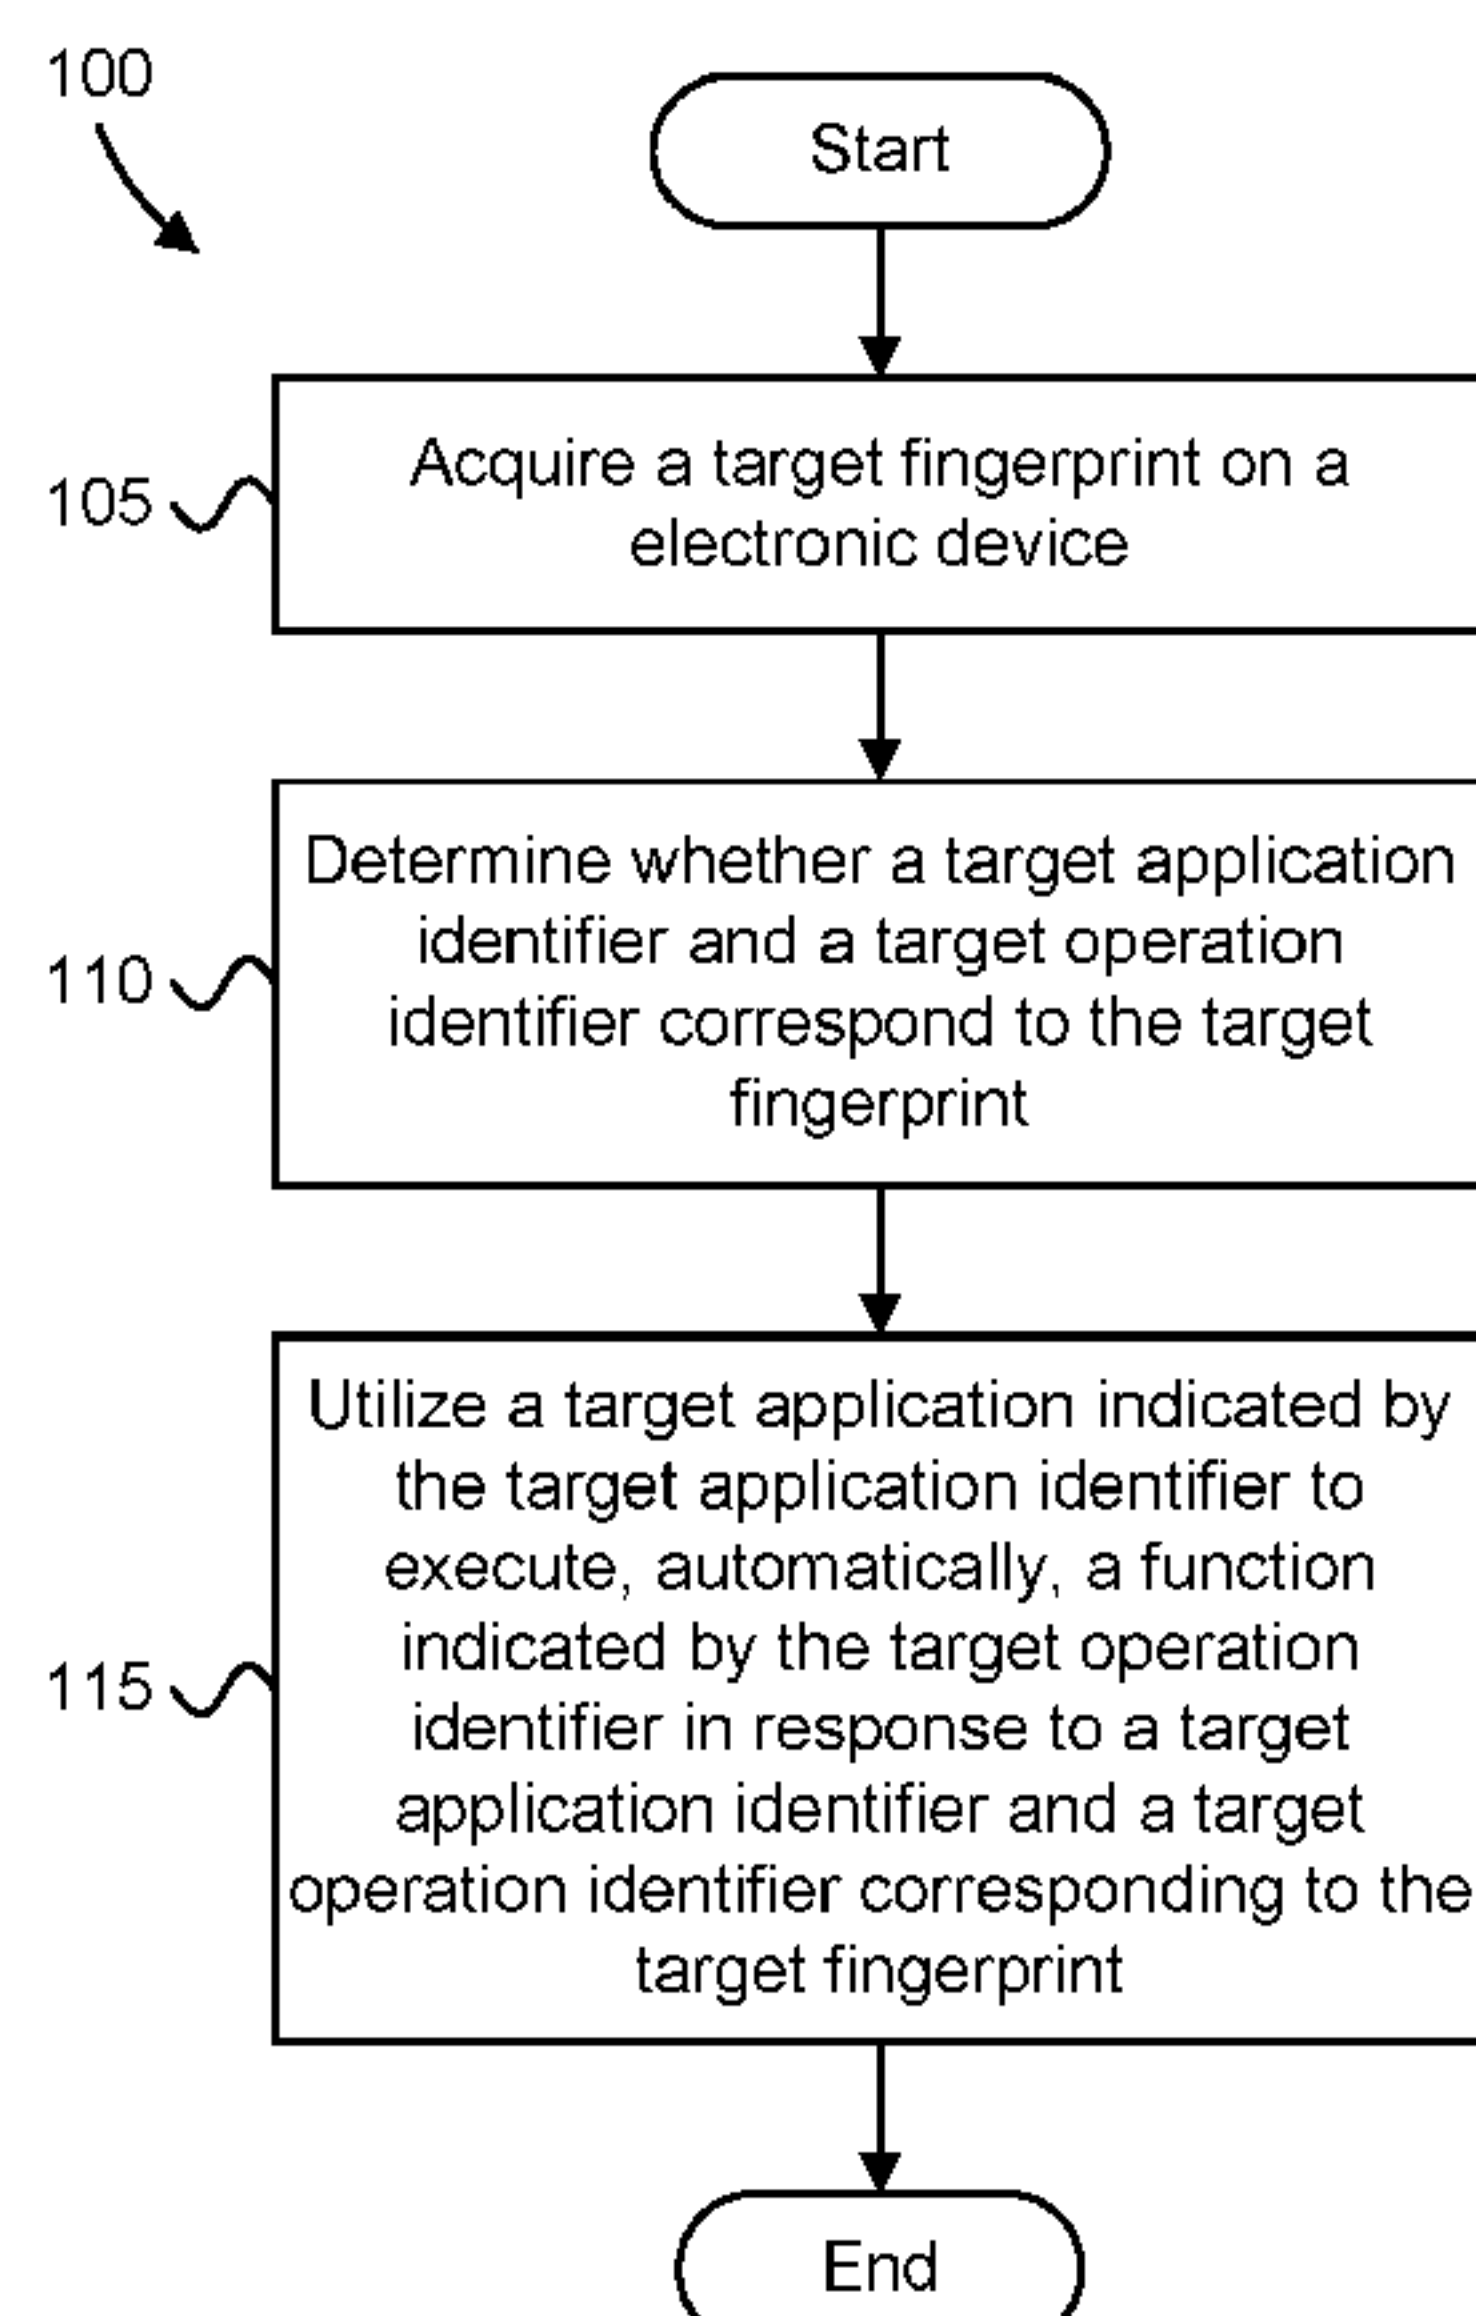 100
Start
105
Acquire a target fingerprint on a
electronic device
110
Determine whether a target application
identifier and a target operation
identifier correspond to the target
fingerprint
115
Utilize a target application indicated by
the target application identifier to
execute, automatically, a function
indicated by the target operation
identifier in response to a target
application identifier and a target
operation identifier corresponding to the
target fingerprint
End